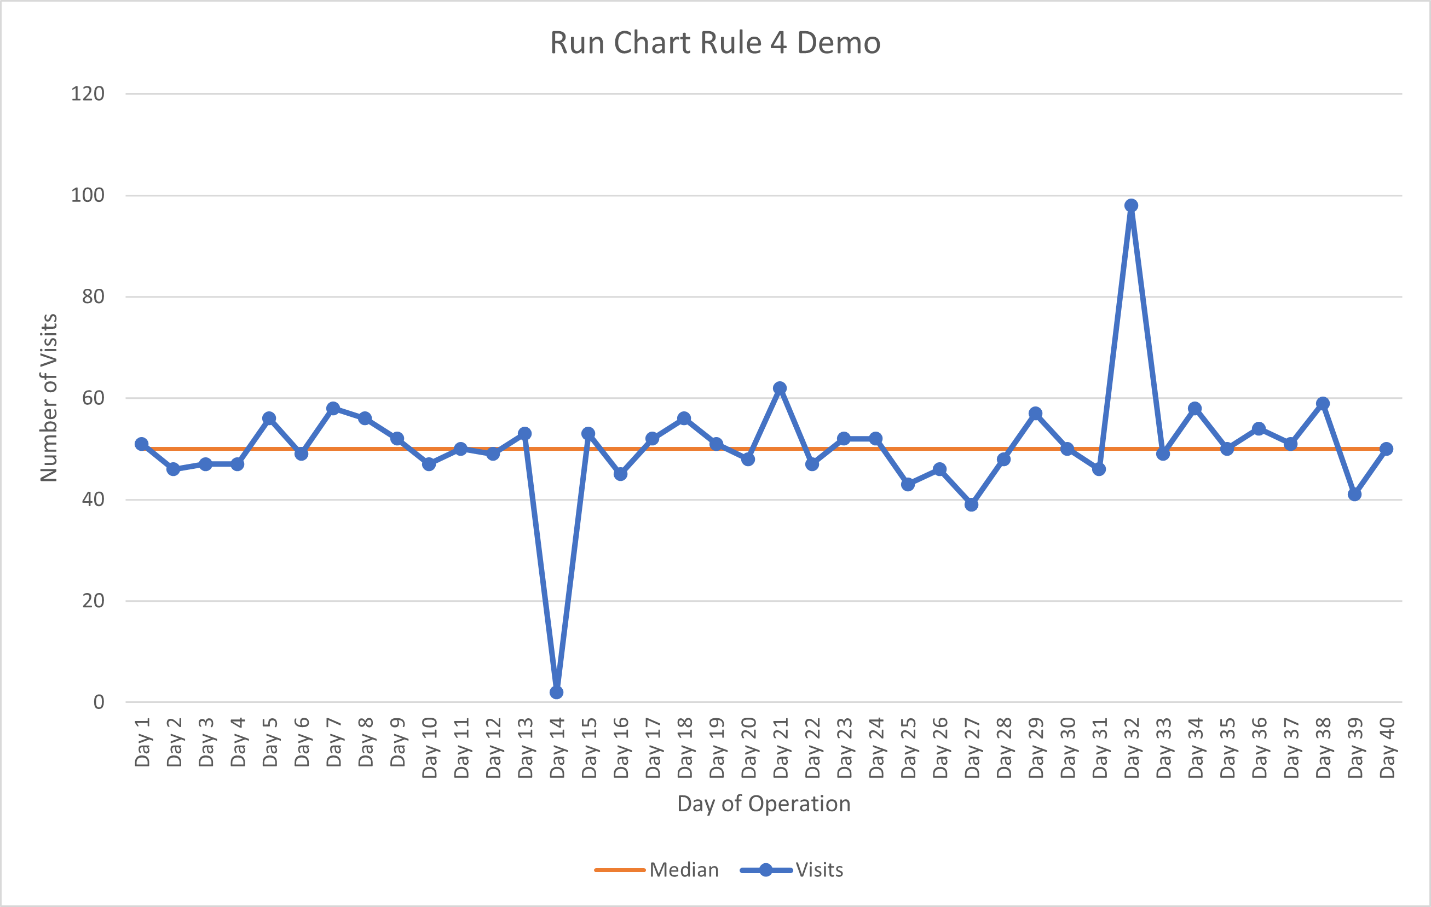 Run Chart Rule 4 Demo
120
100
80
60
40
20
0
Number of Visits
Day 1
Day 2
Day 3
Day 4
Day 5
Day 6
Day 7
Day 8
Day 9
Day 10
Day 11
Day 12
Day 13
Day 14
Day 15
Day 16
Day 17
Day 18
Day 19
Day 20
Day 21
Day 22
Day 23
Day 24
Day 25
Day 26
Day 27
Day 28
Day 29
Day 30
Day 31
Day 32
Day 33
Day 34
Day 35
Day 36
Day 37
Day 38
Day 39
Day 40
Day of Operation
Median Visits